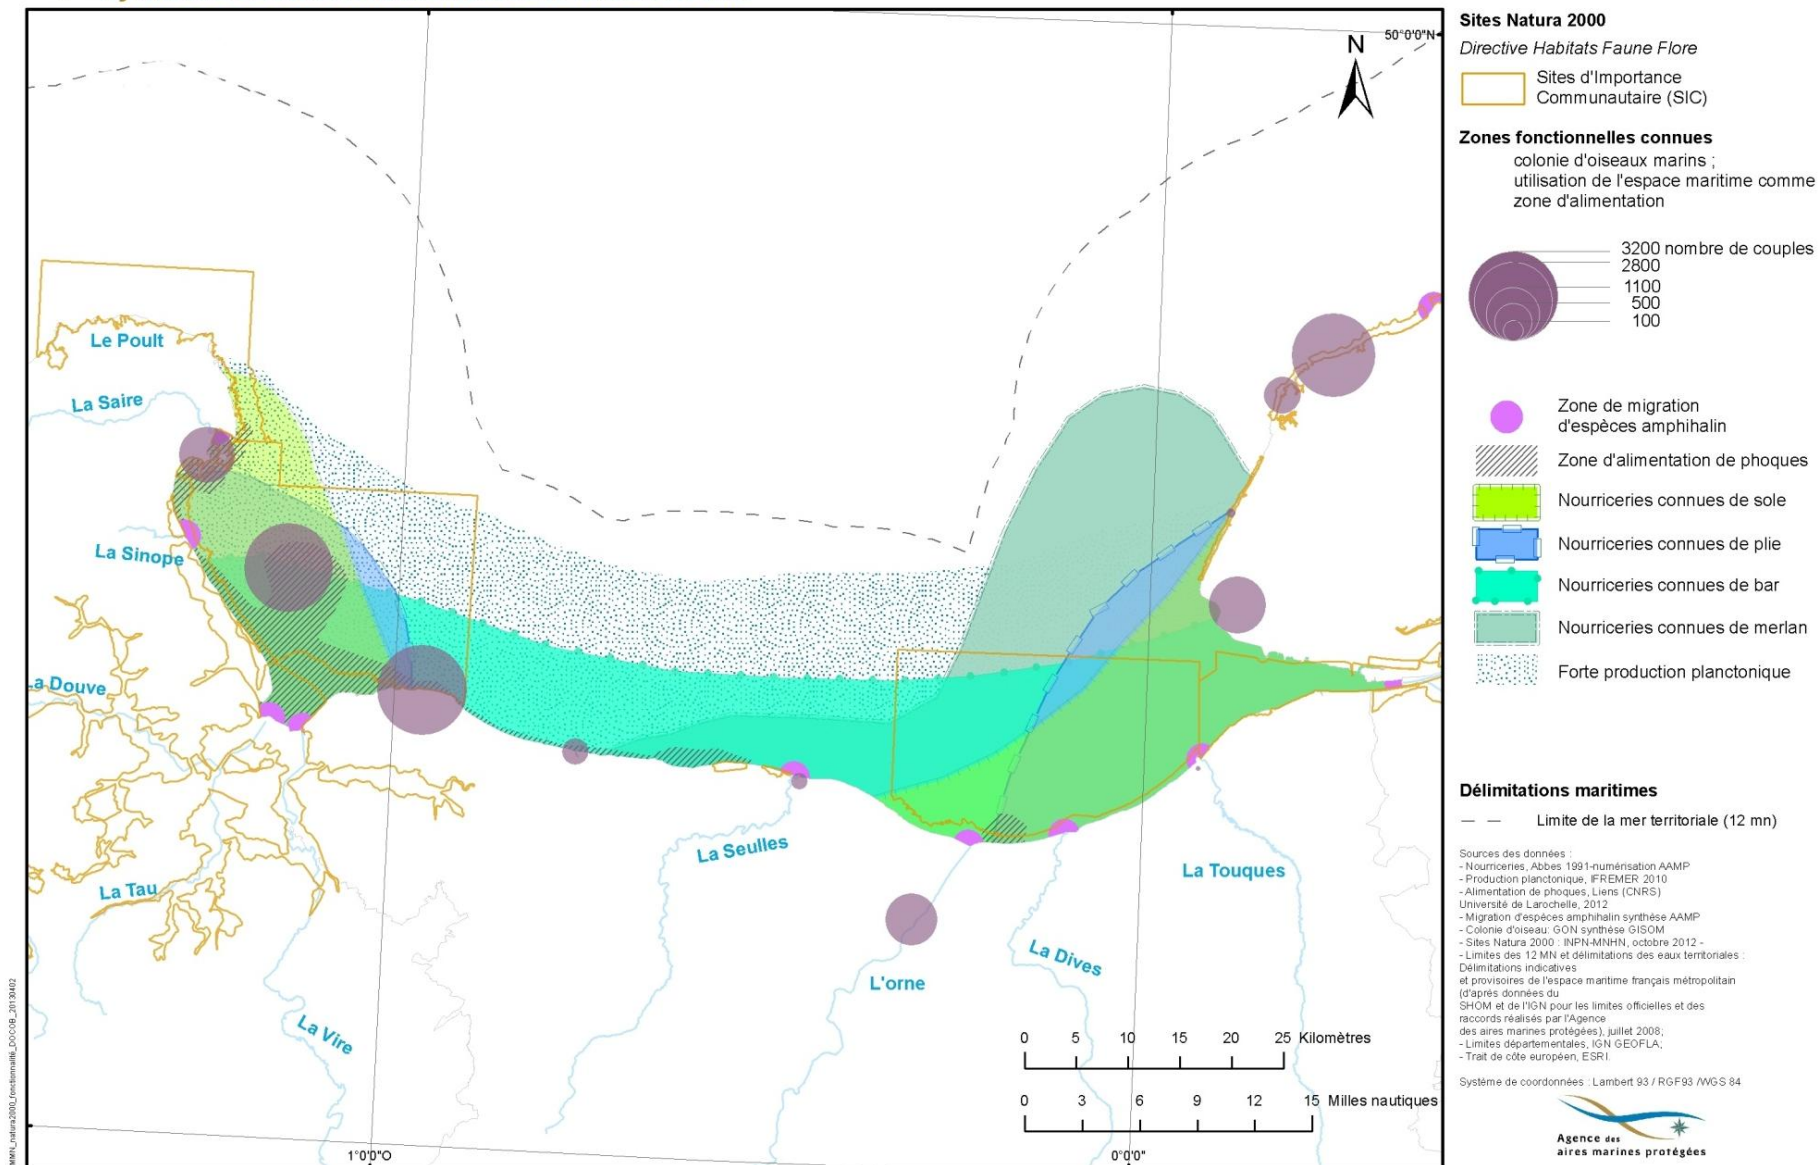 50°0'0"N
N
Le Poult
La Saire
La Sinope
La Douve
La Tau
La Vire
La Seulles
L'orne
La Dives
La Touques
0 5 10 15 20 25 Kilomètres
0 3 6 9 12 15 Milles nautiques
1°0'0"O
0°0'0"
MMN_natura2000_fonctionnalité_DOCOB_20130402
Sites Natura 2000
Directive Habitats Faune Flore
Sites d'Importance
Communautaire (SIC)
Zones fonctionnelles connues
colonie d'oiseaux marins ;
utilisation de l'espace maritime comme
zone d'alimentation
3200 nombre de couples
2800
1100
500
100
Zone de migration
d'espèces amphihalin
Zone d'alimentation de phoques
Nourriceries connues de sole
Nourriceries connues de plie
Nourriceries connues de bar
Nourriceries connues de merlan
Forte production planctonique
Délimitations maritimes
Limite de la mer territoriale (12 mn)
Sources des données :
- Nourriceries, Abbes 1991-numérisation AAMP
- Production planctonique, IFREMER 2010
- Alimentation de phoques, Liens (CNRS)
Université de Larochelle, 2012
- Migration d'espéces amphihalin synthèse AAMP
- Colonie d'oiseau: GON synthèse GISOM
- Sites Natura 2000 : INPN-MNHN, octobre 2012 -
- Limites des 12 MN et délimitations des eaux territoriales :
Délimitations indicatives
et provisoires de l'espace maritime français métropolitain
(d'aprés données du
SHOM et de l'IGN pour les limites officielles et des
raccords réalisés par l'Agence
des aires marines protégées), juillet 2008;
- Limites départementales, IGN GEOFLA;
- Trait de côte européen, ESRI.
Système de coordonnées : Lambert 93 / RGF93 /WGS 84
Agence des
aires marines protégées